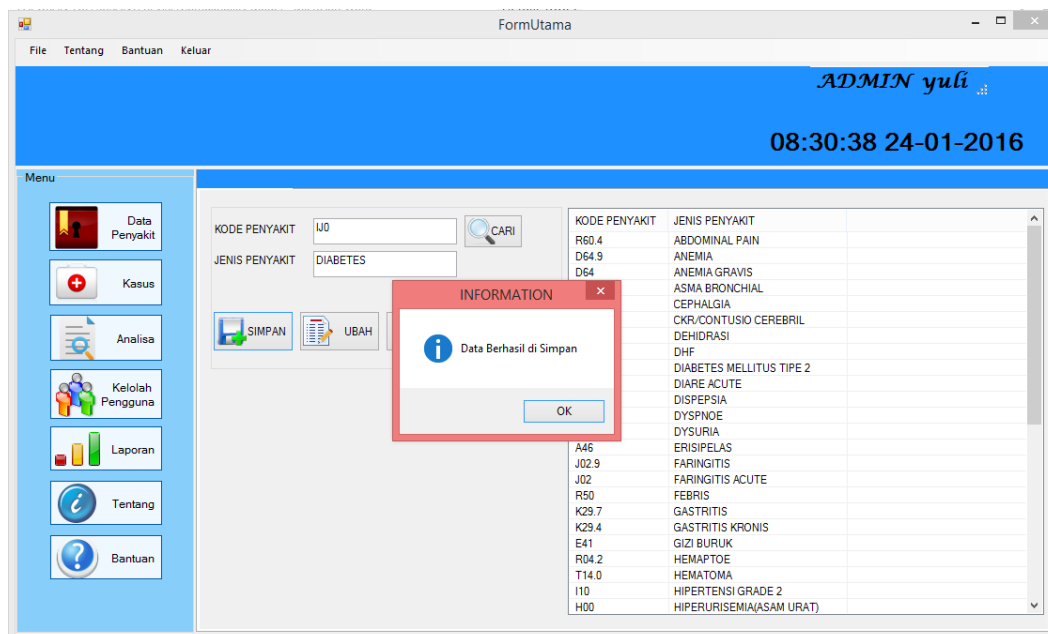 FormUtama
File Tentang Bantuan Keluar
ADMIN yuli
08:30:38 24-01-2016
Menu
Data Penyakit
Kasus
Analisa
Kelolah Pengguna
Laporan
Tentang
Bantuan
KODE PENYAKIT IJ0 CARI
JENIS PENYAKIT DIABETES
SIMPAN UBAH
INFORMATION
Data Berhasil di Simpan
OK
KODE PENYAKIT JENIS PENYAKIT
R60.4 ABDOMINAL PAIN
D64.9 ANEMIA
D64 ANEMIA GRAVIS
ASMA BRONCHIAL
CEPHALGIA
CKR/CONTUSIO CEREBRIL
DEHIDRASI
DHF
DIABETES MELLITUS TIPE 2
DIARE ACUTE
DISPEPSIA
DYSPNOE
DYSURIA
A46 ERISIPELAS
J02.9 FARINGITIS
J02 FARINGITIS ACUTE
R50 FEBRIS
K29.7 GASTRITIS
K29.4 GASTRITIS KRONIS
E41 GIZI BURUK
R04.2 HEMAPTOE
T14.0 HEMATOMA
I10 HIPERTENSI GRADE 2
H00 HIPERURISEMIA(ASAM URAT)